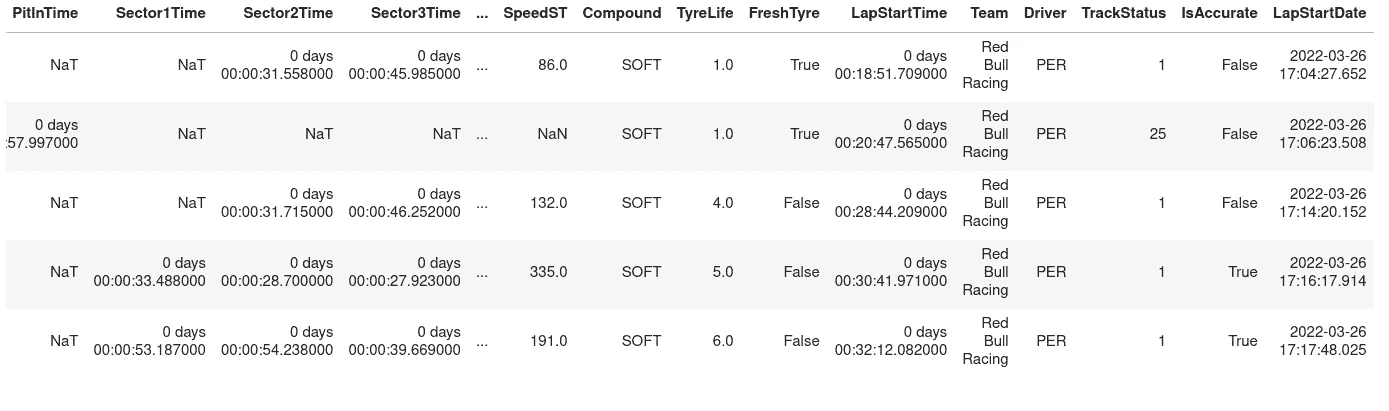 PitInTime Sector1Time Sector2Time Sector3Time ... SpeedST Compound TyreLife FreshTyre LapStartTime Team Driver TrackStatus IsAccurate LapStartDate
NaT NaT 0 days 00:00:31.558000 0 days 00:00:45.985000 ... 86.0 SOFT 1.0 True 0 days 00:18:51.709000 Red Bull Racing PER 1 False 2022-03-26 17:04:27.652
0 days :57.997000 NaT NaT NaT ... NaN SOFT 1.0 True 0 days 00:20:47.565000 Red Bull Racing PER 25 False 2022-03-26 17:06:23.508
NaT NaT 0 days 00:00:31.715000 0 days 00:00:46.252000 ... 132.0 SOFT 4.0 False 0 days 00:28:44.209000 Red Bull Racing PER 1 False 2022-03-26 17:14:20.152
NaT 0 days 00:00:33.488000 0 days 00:00:28.700000 0 days 00:00:27.923000 ... 335.0 SOFT 5.0 False 0 days 00:30:41.971000 Red Bull Racing PER 1 True 2022-03-26 17:16:17.914
NaT 0 days 00:00:53.187000 0 days 00:00:54.238000 0 days 00:00:39.669000 ... 191.0 SOFT 6.0 False 0 days 00:32:12.082000 Red Bull Racing PER 1 True 2022-03-26 17:17:48.025